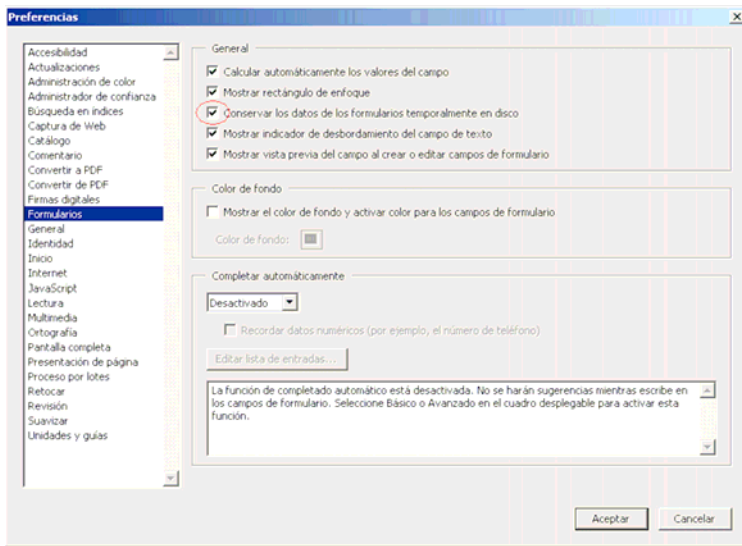 Preferencias
Accesibilidad
Actualizaciones
Administración de color
Administrador de confianza
Búsqueda en índices
Captura de Web
Catálogo
Comentario
Convertir a PDF
Convertir de PDF
Firmas digitales
Formularios
General
Identidad
Inicio
Internet
JavaScript
Lectura
Multimedia
Ortografía
Pantalla completa
Presentación de página
Proceso por lotes
Retocar
Revisión
Suavizar
Unidades y guías
General
Calcular automáticamente los valores del campo
Mostrar rectángulo de enfoque
Conservar los datos de los formularios temporalmente en disco
Mostrar indicador de desbordamiento del campo de texto
Mostrar vista previa del campo al crear o editar campos de formulario
Color de fondo
Mostrar el color de fondo y activar color para los campos de formulario
Color de fondo:
Completar automáticamente
Desactivado
Recordar datos numéricos (por ejemplo, el número de teléfono)
Editar lista de entradas...
La función de completado automático está desactivada. No se harán sugerencias mientras escribe en
los campos de formulario. Seleccione Básico o Avanzado en el cuadro desplegable para activar esta
función.
Aceptar
Cancelar